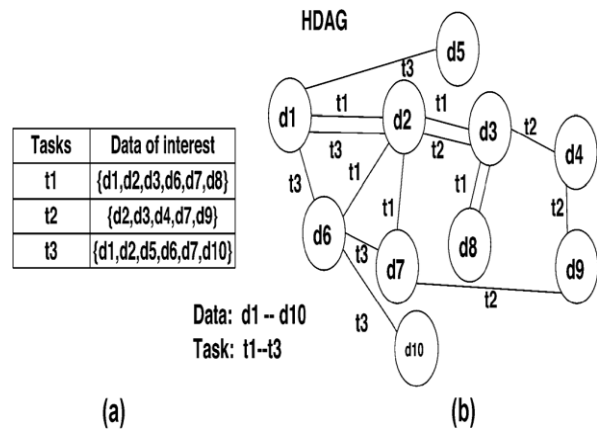 HDAG
d5
t3
d1
t1
d2
t1
d3
t2
d4
t3
t2
Tasks Data of interest
t1 {d1,d2,d3,d6,d7,d8}
t2 {d2,d3,d4,d7,d9}
t3 {d1,d2,d5,d6,d7,d10}
t3
t1
t1
t1
t2
d6
t3
d7
d8
d9
t2
Data: d1 -- d10
Task: t1--t3
t3
d10
(a)
(b)